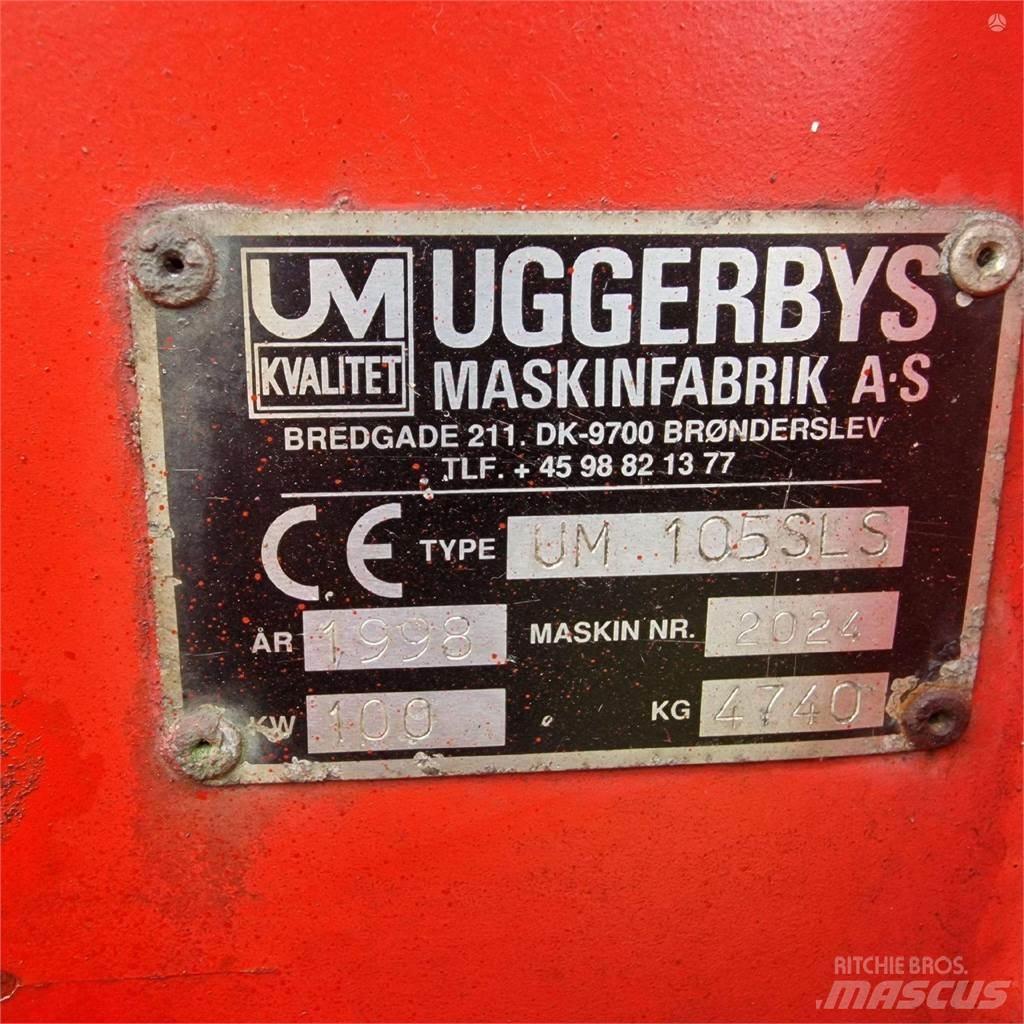 UM UGGERBYS
KVALITET MASKINFABRIK A·S
BREDGADE 211. DK-9700 BRØNDERSLEV
TLF. + 45 98 82 13 77
CE TYPE UM 105SLS
ÅR 1998 MASKIN NR. 2024
KW 100 KG 4740
RITCHIE BROS.
MASCUS